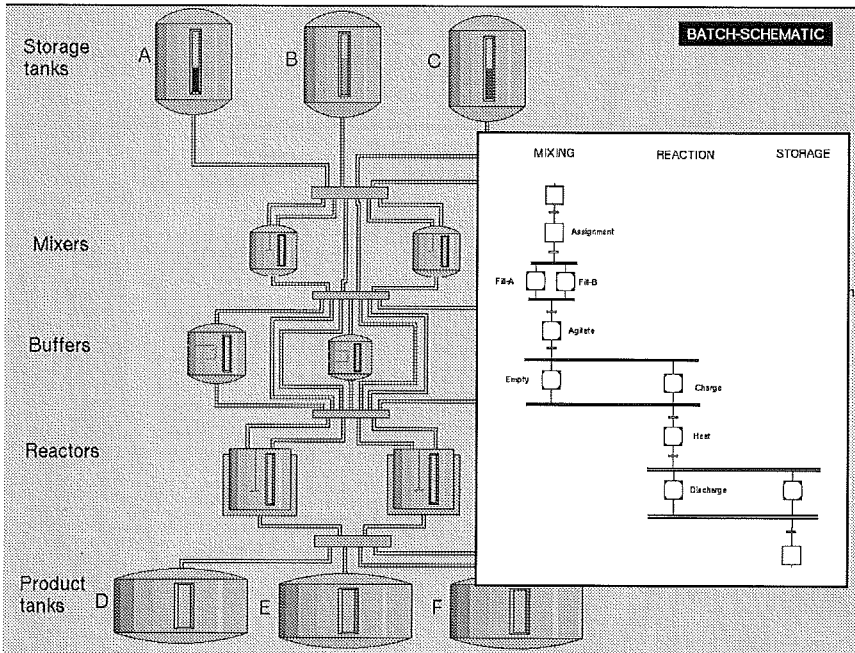 BATCH-SCHEMATIC
Storage
tanks
A
B
C
Mixers
Buffers
Reactors
Product
tanks
D
E
F
MIXING REACTION STORAGE
Assignment
Fill-A Fill-B
Agitate
Empty Charge
Heat
Discharge